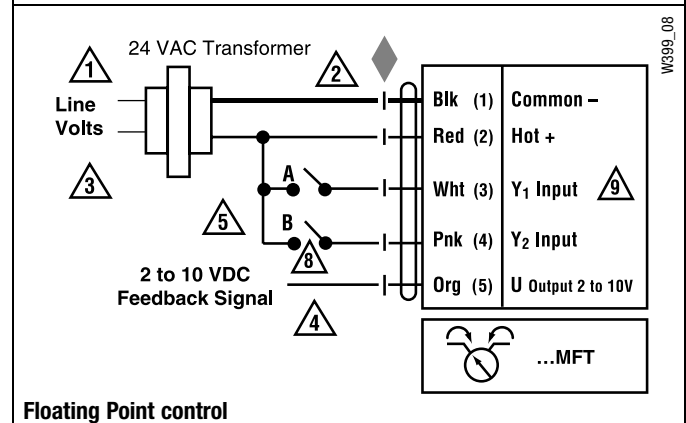 W399_08
24 VAC Transformer
1
2
Line
Volts
3
Blk (1) Common –
Red (2) Hot +
A
Wht (3) Y₁ Input
9
5
B
Pnk (4) Y₂ Input
8
2 to 10 VDC
Feedback Signal
Org (5) U Output 2 to 10V
4
...MFT
Floating Point control